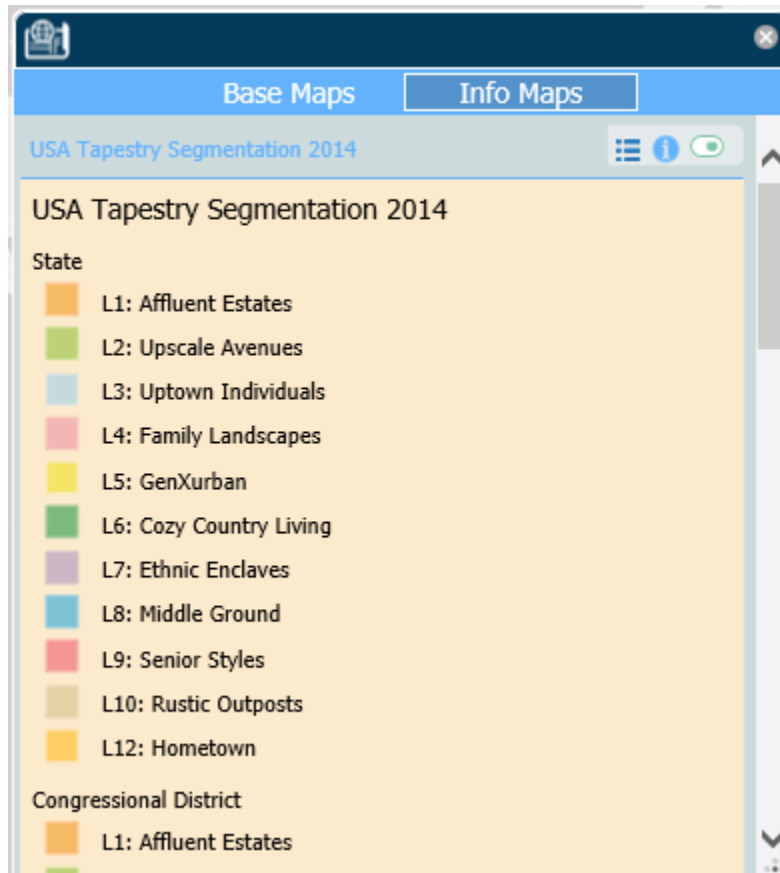 Base Maps
Info Maps
USA Tapestry Segmentation 2014
USA Tapestry Segmentation 2014
State
L1: Affluent Estates
L2: Upscale Avenues
L3: Uptown Individuals
L4: Family Landscapes
L5: GenXurban
L6: Cozy Country Living
L7: Ethnic Enclaves
L8: Middle Ground
L9: Senior Styles
L10: Rustic Outposts
L12: Hometown
Congressional District
L1: Affluent Estates